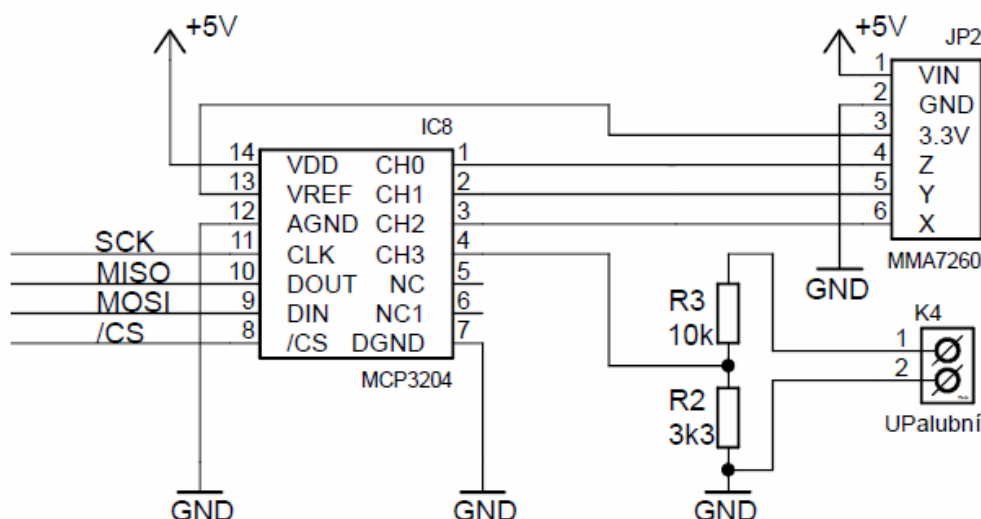 +5V
+5V
JP2
1 VIN
2 GND
3 3.3V
4 Z
5 Y
6 X
MMA7260
GND
IC8
14 VDD CH0 1
13 VREF CH1 2
12 AGND CH2 3
SCK 11 CLK CH3 4
MISO 10 DOUT NC 5
MOSI 9 DIN NC1 6
/CS 8 /CS DGND 7
MCP3204
R3
10k
R2
3k3
K4
1
2
UPalubní
GND
GND
GND